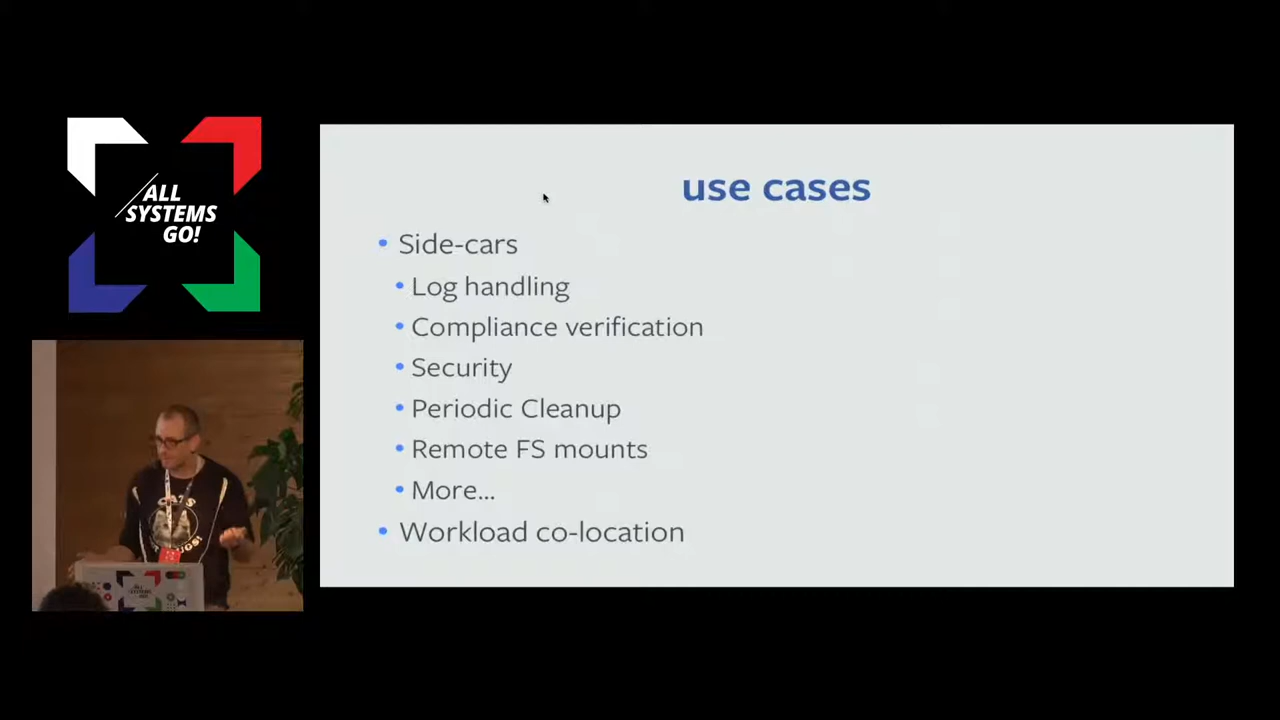 ALL
SYSTEMS
GO!
use cases
Side-cars
Log handling
Compliance verification
Security
Periodic Cleanup
Remote FS mounts
More...
Workload co-location
CATS